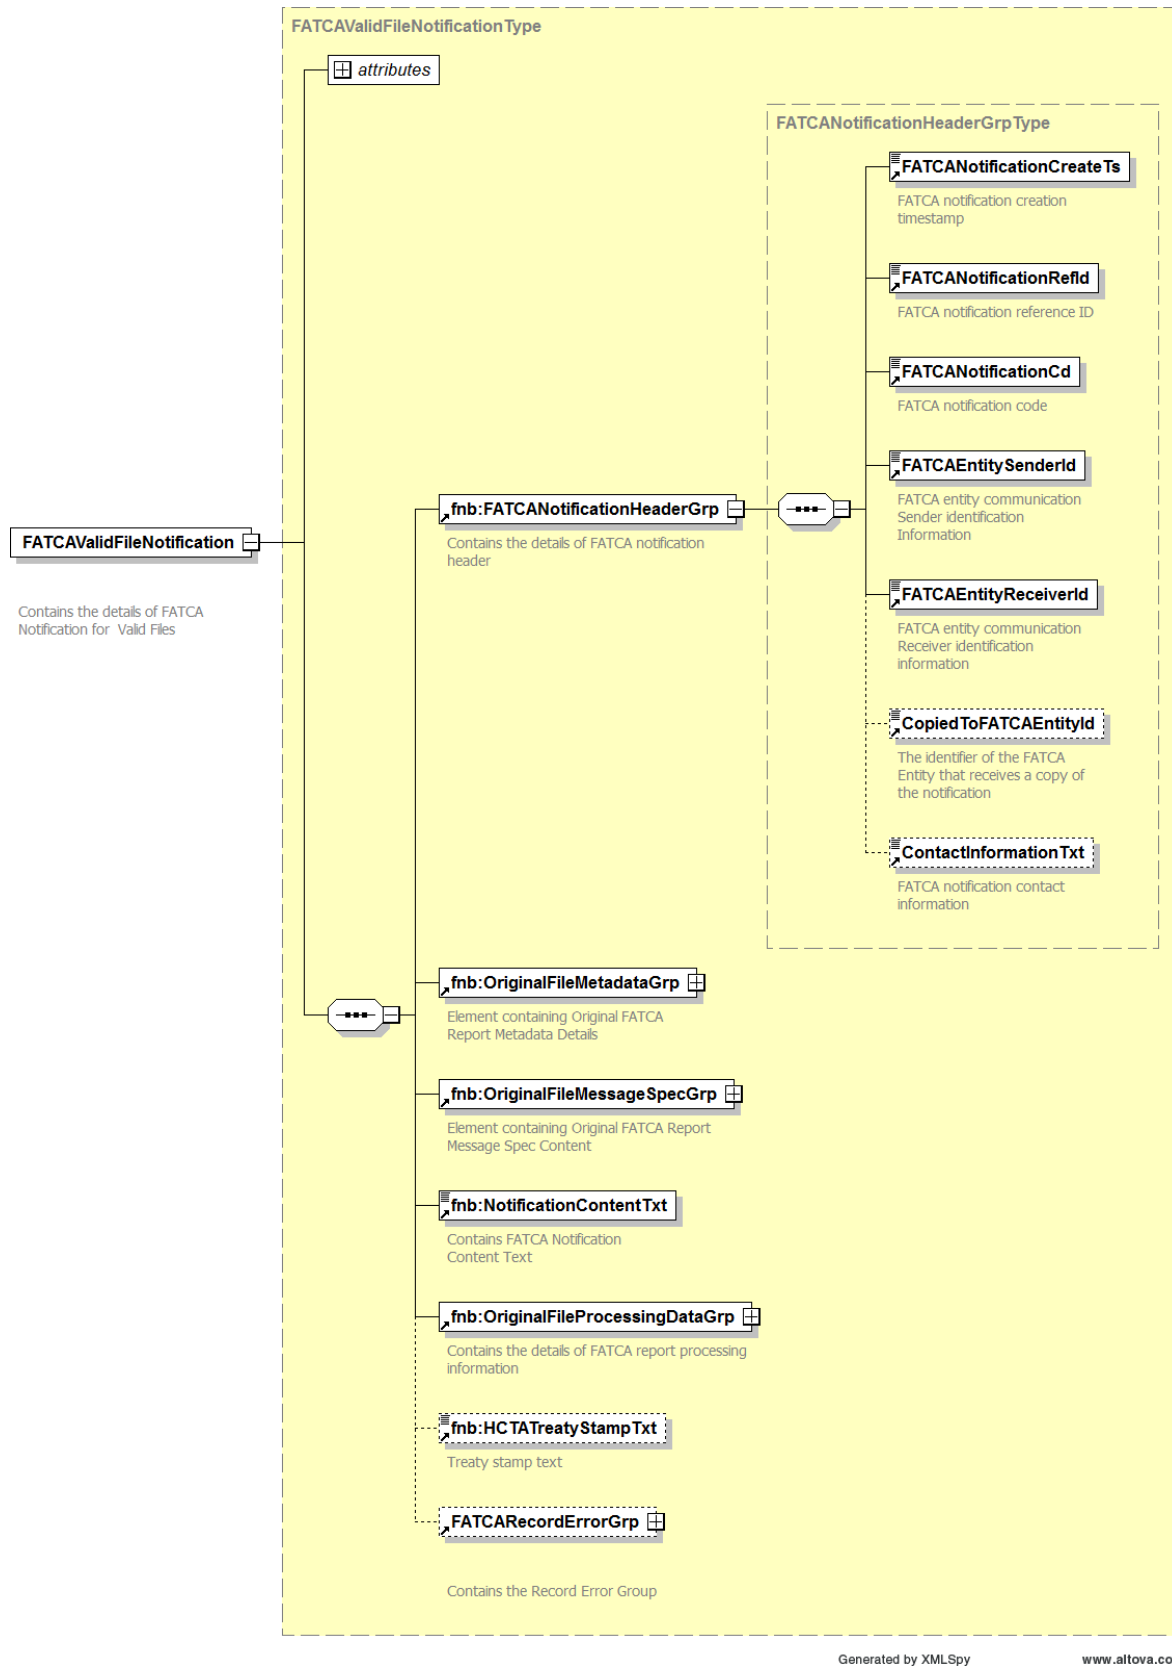 FATCAValidFileNotificationType
attributes
FATCANotificationHeaderGrpType
FATCANotificationCreateTs
FATCA notification creation
timestamp
FATCANotificationRefId
FATCA notification reference ID
FATCANotificationCd
FATCA notification code
FATCAEntitySenderId
FATCA entity communication
Sender identification
Information
fnb:FATCANotificationHeaderGrp
Contains the details of FATCA notification
header
FATCAValidFileNotification
Contains the details of FATCA
Notification for Valid Files
FATCAEntityReceiverId
FATCA entity communication
Receiver identification
information
CopiedToFATCAEntityId
The identifier of the FATCA
Entity that receives a copy of
the notification
ContactInformationTxt
FATCA notification contact
information
fnb:OriginalFileMetadataGrp
Element containing Original FATCA
Report Metadata Details
fnb:OriginalFileMessageSpecGrp
Element containing Original FATCA Report
Message Spec Content
fnb:NotificationContentTxt
Contains FATCA Notification
Content Text
fnb:OriginalFileProcessingDataGrp
Contains the details of FATCA report processing
information
fnb:HCTATreatyStampTxt
Treaty stamp text
FATCARecordErrorGrp
Contains the Record Error Group
Generated by XMLSpy
www.altova.co